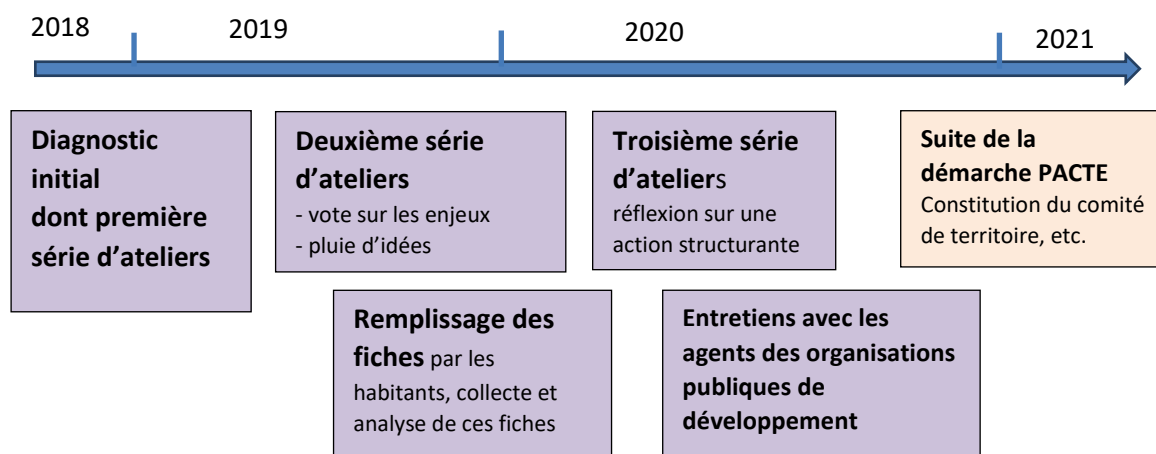 2018
2019
2020
2021
Diagnostic
initial
dont première
série d’ateliers
Deuxième série
d’ateliers
- vote sur les enjeux
- pluie d’idées
Troisième série
d’ateliers
réflexion sur une
action structurante
Suite de la
démarche PACTE
Constitution du comité
de territoire, etc.
Remplissage des
fiches par les
habitants, collecte et
analyse de ces fiches
Entretiens avec les
agents des organisations
publiques de
développement